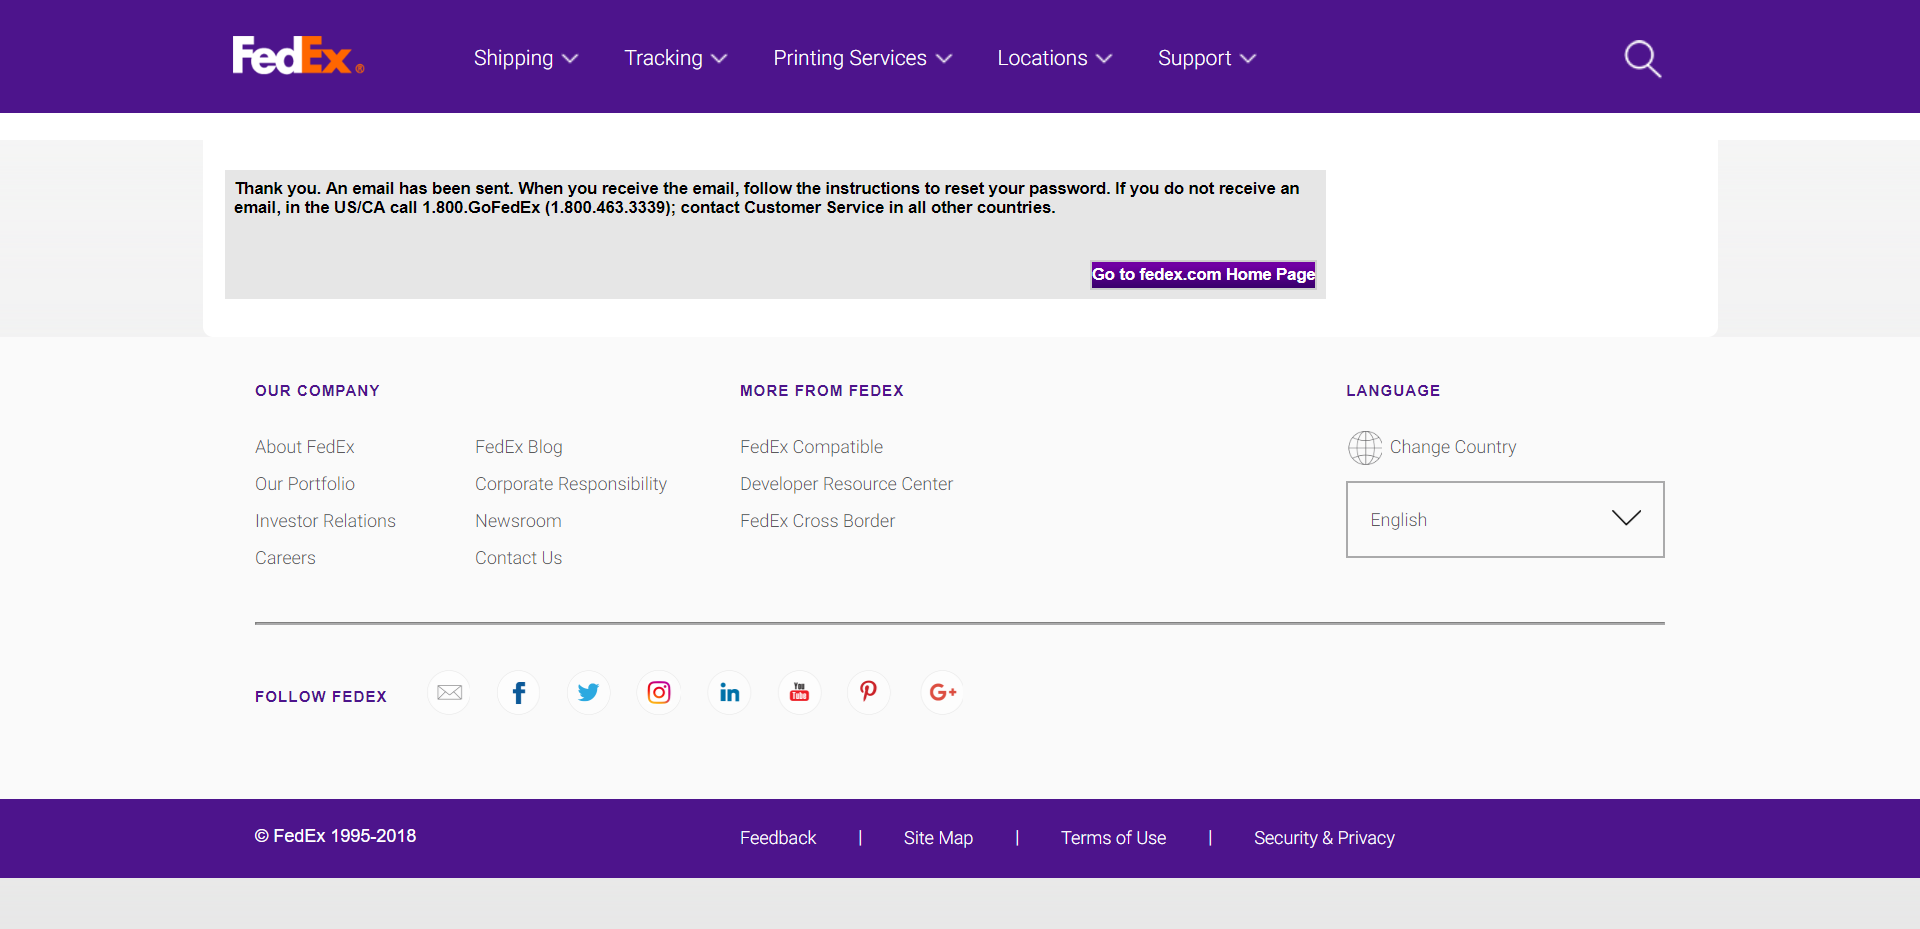 FedEx®
Shipping
Tracking
Printing Services
Locations
Support
Thank you. An email has been sent. When you receive the email, follow the instructions to reset your password. If you do not receive an
email, in the US/CA call 1.800.GoFedEx (1.800.463.3339); contact Customer Service in all other countries.
Go to fedex.com Home Page
OUR COMPANY
About FedEx
Our Portfolio
Investor Relations
Careers
FedEx Blog
Corporate Responsibility
Newsroom
Contact Us
MORE FROM FEDEX
FedEx Compatible
Developer Resource Center
FedEx Cross Border
LANGUAGE
Change Country
English
FOLLOW FEDEX
f
in
You
Tube
G+
© FedEx 1995-2018
Feedback | Site Map | Terms of Use | Security & Privacy